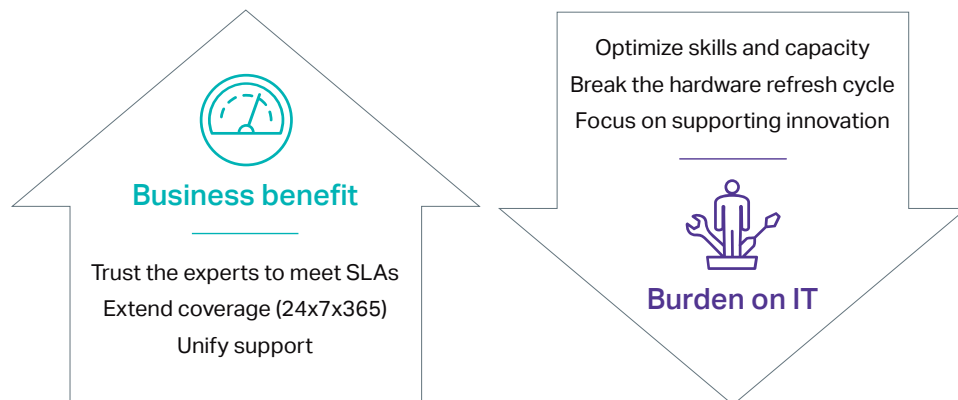 Business benefit
Trust the experts to meet SLAs
Extend coverage (24x7x365)
Unify support
Optimize skills and capacity
Break the hardware refresh cycle
Focus on supporting innovation
Burden on IT